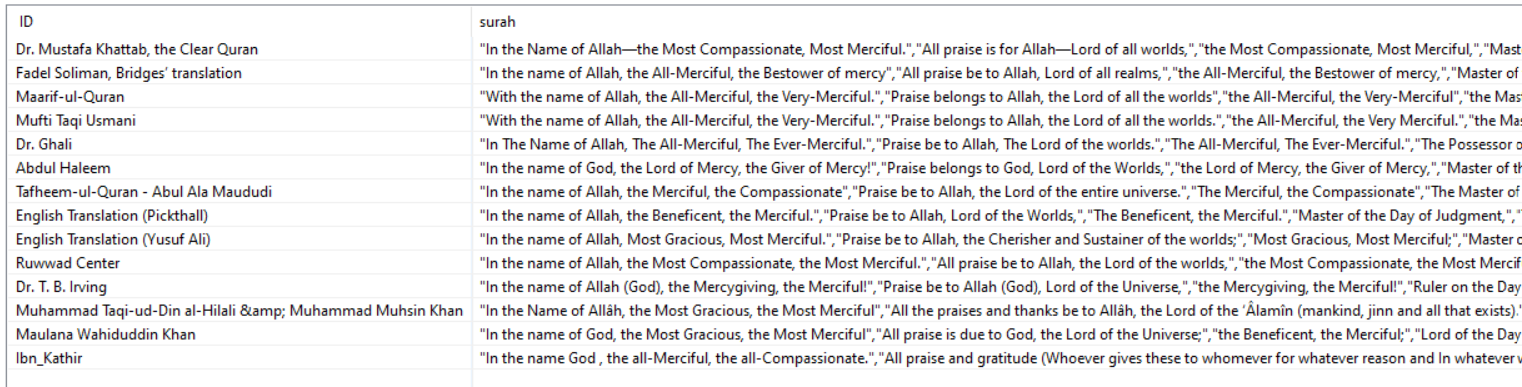 ID surah
Dr. Mustafa Khattab, the Clear Quran "In the Name of Allah—the Most Compassionate, Most Merciful.","All praise is for Allah—Lord of all worlds,","the Most Compassionate, Most Merciful,","Mast
Fadel Soliman, Bridges’ translation "In the name of Allah, the All-Merciful, the Bestower of mercy","All praise be to Allah, Lord of all realms,","the All-Merciful, the Bestower of mercy,","Master of
Maarif-ul-Quran "With the name of Allah, the All-Merciful, the Very-Merciful.","Praise belongs to Allah, the Lord of all the worlds","the All-Merciful, the Very-Merciful","the Mas
Mufti Taqi Usmani "With the name of Allah, the All-Merciful, the Very-Merciful.","Praise belongs to Allah, the Lord of all the worlds.","the All-Merciful, the Very Merciful.","the Mas
Dr. Ghali "In The Name of Allah, The All-Merciful, The Ever-Merciful.","Praise be to Allah, The Lord of the worlds.","The All-Merciful, The Ever-Merciful.","The Possessor o
Abdul Haleem "In the name of God, the Lord of Mercy, the Giver of Mercy!","Praise belongs to God, Lord of the Worlds,","the Lord of Mercy, the Giver of Mercy,","Master of th
Tafheem-ul-Quran - Abul Ala Maududi "In the name of Allah, the Merciful, the Compassionate","Praise be to Allah, the Lord of the entire universe.","The Merciful, the Compassionate","The Master of
English Translation (Pickthall) "In the name of Allah, the Beneficent, the Merciful.","Praise be to Allah, Lord of the Worlds,","The Beneficent, the Merciful.","Master of the Day of Judgment,","
English Translation (Yusuf Ali) "In the name of Allah, Most Gracious, Most Merciful.","Praise be to Allah, the Cherisher and Sustainer of the worlds;","Most Gracious, Most Merciful;","Master o
Ruwwad Center "In the name of Allah, the Most Compassionate, the Most Merciful.","All praise be to Allah, the Lord of the worlds,","the Most Compassionate, the Most Mercif
Dr. T. B. Irving "In the name of Allah (God), the Mercygiving, the Merciful!","Praise be to Allah (God), Lord of the Universe,","the Mercygiving, the Merciful!","Ruler on the Day
Muhammad Taqi-ud-Din al-Hilali &amp; Muhammad Muhsin Khan "In the Name of Allâh, the Most Gracious, the Most Merciful","All the praises and thanks be to Allâh, the Lord of the ‘Âlamîn (mankind, jinn and all that exists)."
Maulana Wahiduddin Khan "In the name of God, the Most Gracious, the Most Merciful","All praise is due to God, the Lord of the Universe;","the Beneficent, the Merciful;","Lord of the Day
Ibn_Kathir "In the name God , the all-Merciful, the all-Compassionate.","All praise and gratitude (Whoever gives these to whomever for whatever reason and In whatever w